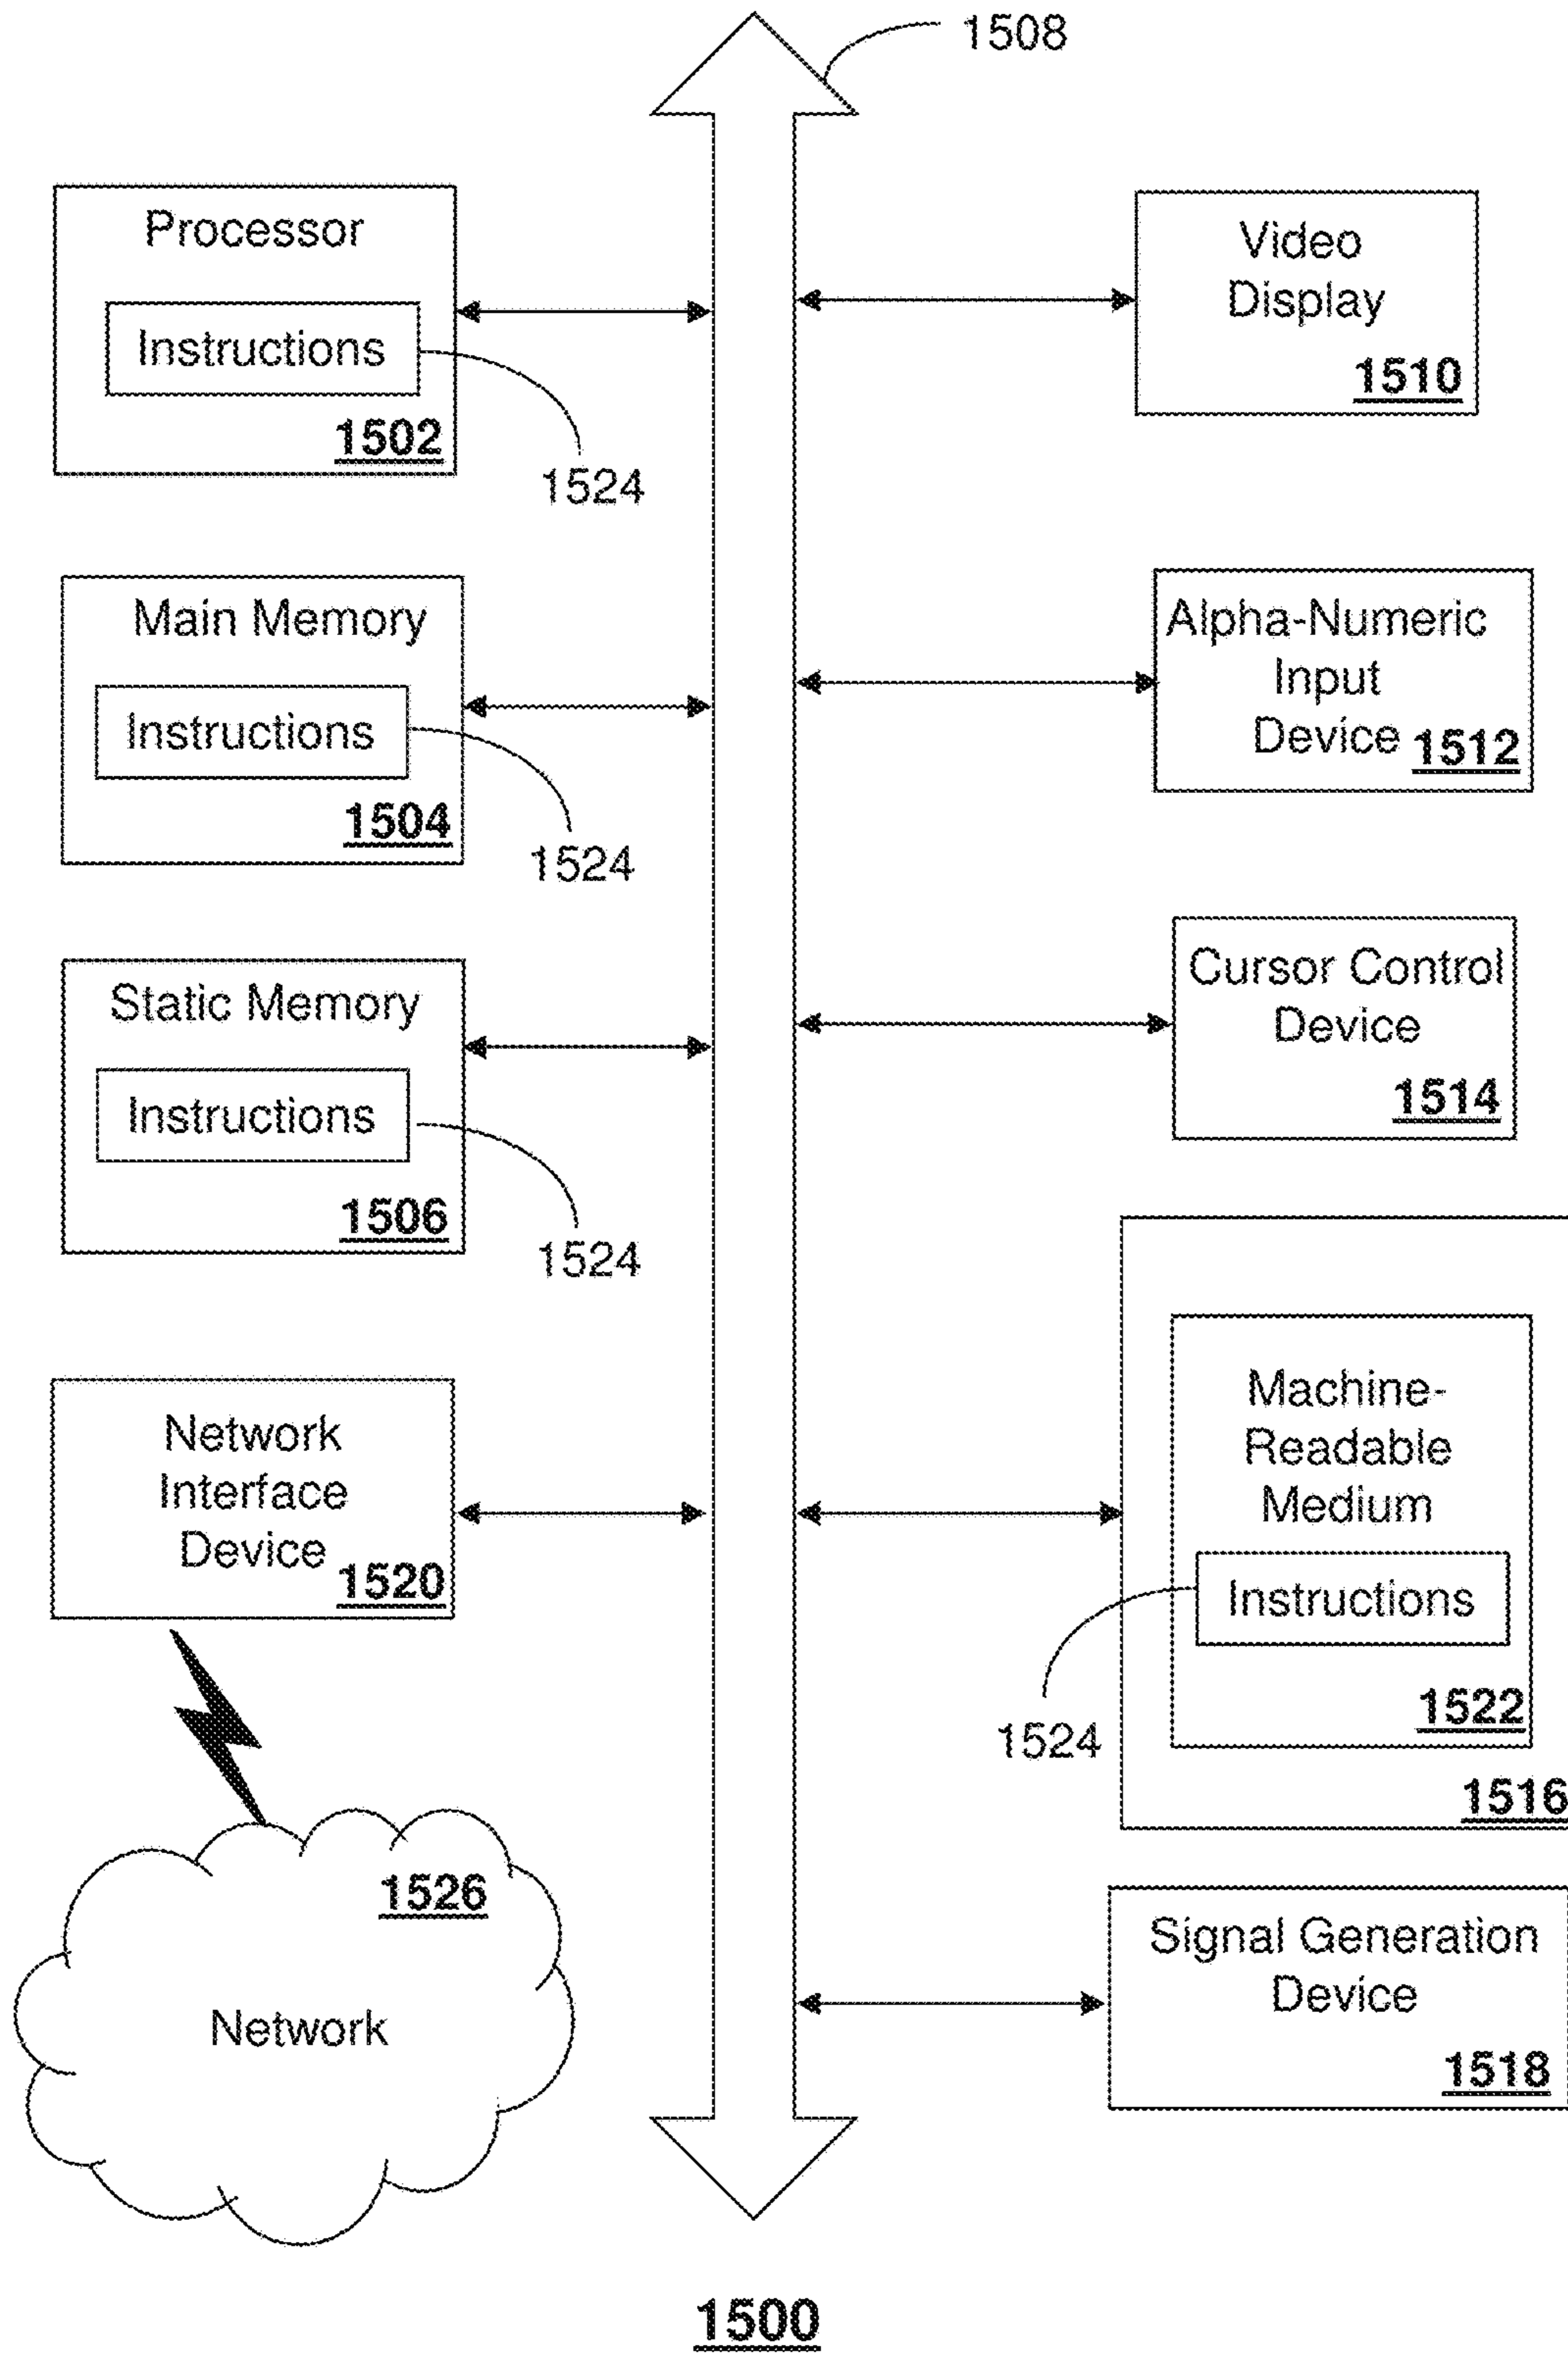 1508
Processor
Instructions
1502
1524
Main Memory
Instructions
1504
1524
Static Memory
Instructions
1506
1524
Network
Interface
Device
1520
1526
Network
Video
Display
1510
Alpha-Numeric
Input
Device
1512
Cursor Control
Device
1514
Machine-
Readable
Medium
Instructions
1524
1522
1516
Signal Generation
Device
1518
1500